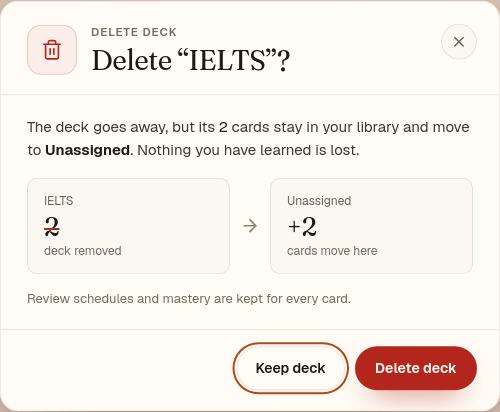 DELETE DECK
Delete “IELTS”?
The deck goes away, but its 2 cards stay in your library and move
to Unassigned. Nothing you have learned is lost.
IELTS
2
deck removed
→
Unassigned
+2
cards move here
Review schedules and mastery are kept for every card.
Keep deck
Delete deck